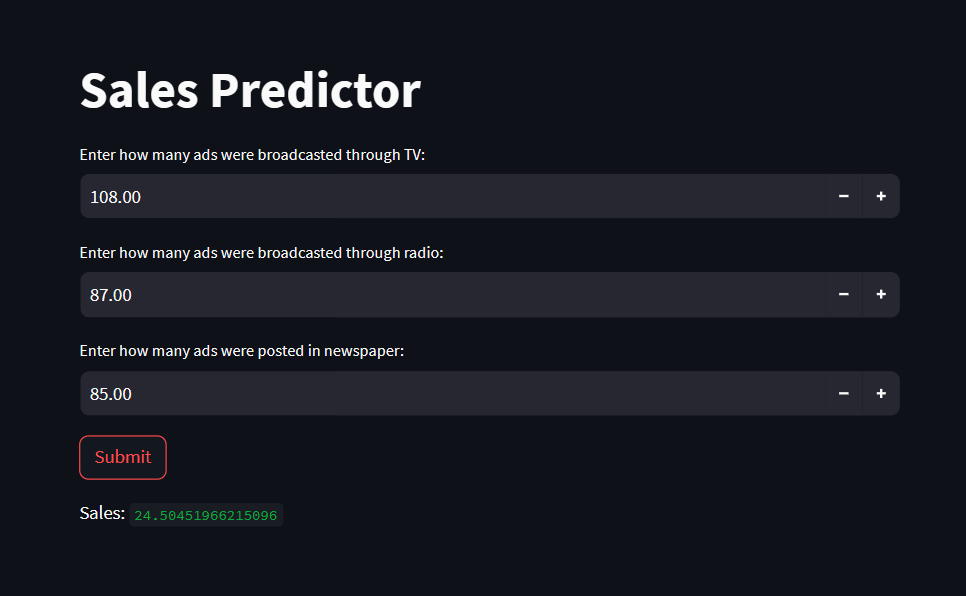 Sales Predictor
Enter how many ads were broadcasted through TV:
108.00
Enter how many ads were broadcasted through radio:
87.00
Enter how many ads were posted in newspaper:
85.00
Submit
Sales: 24.50451966215096